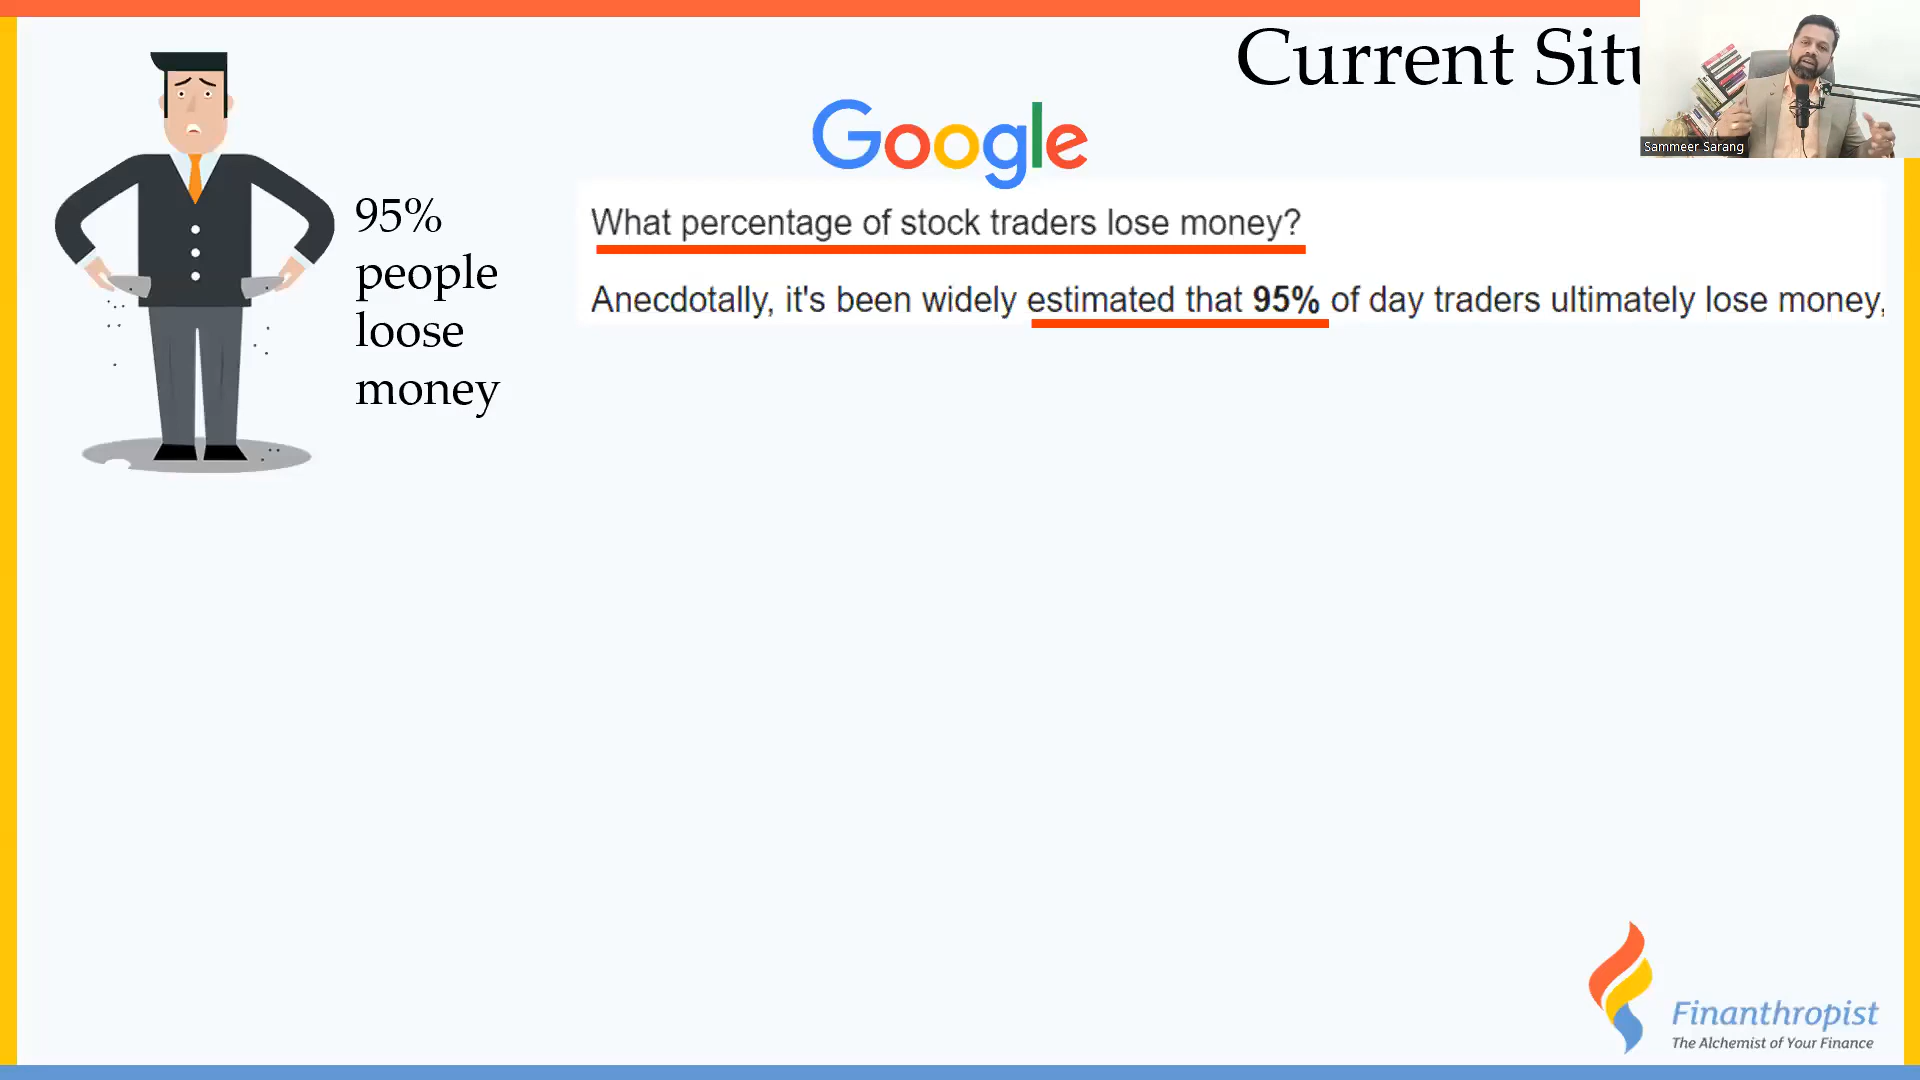 Current Situ
Sammeer Sarang
Google
95%
people
loose
money
What percentage of stock traders lose money?
Anecdotally, it's been widely estimated that 95% of day traders ultimately lose money,
Finanthropist
The Alchemist of Your Finance